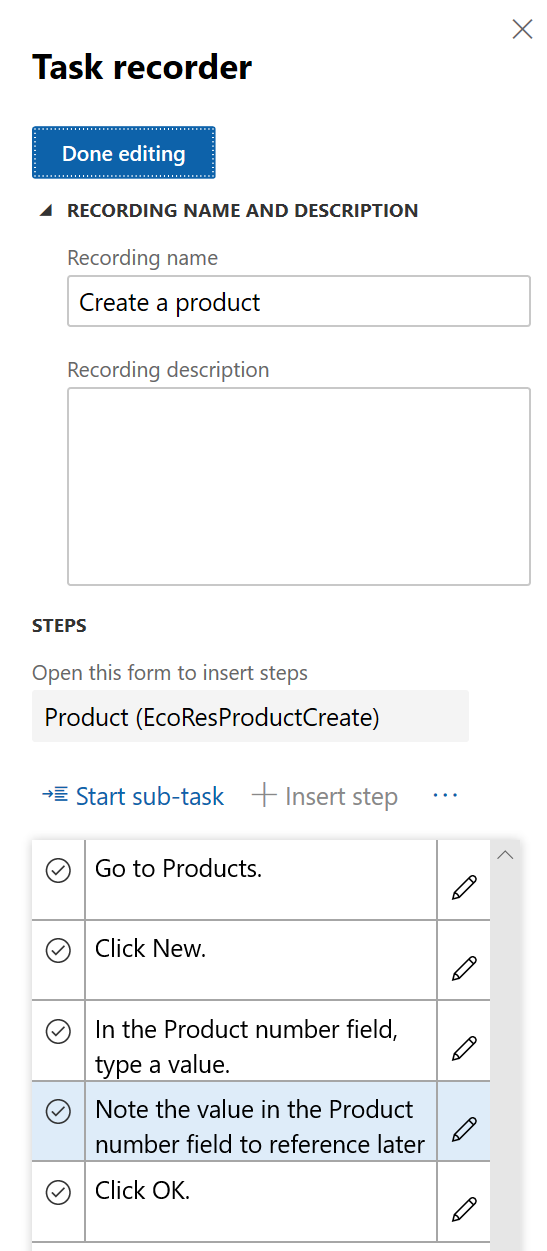 Task recorder
Done editing
RECORDING NAME AND DESCRIPTION
Recording name
Create a product
Recording description
STEPS
Open this form to insert steps
Product (EcoResProductCreate)
Start sub-task Insert step ...
Go to Products.
Click New.
In the Product number field,
type a value.
Note the value in the Product
number field to reference later
Click OK.